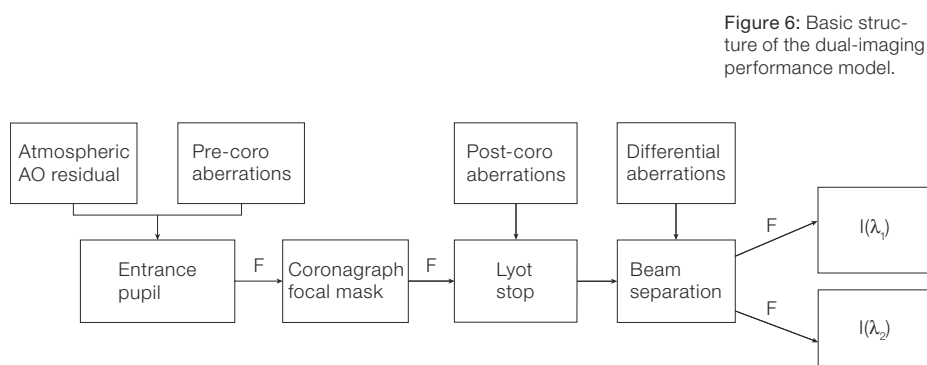 Figure 6: Basic struc-
ture of the dual-imaging
performance model.
Atmospheric
AO residual
Pre-coro
aberrations
Post-coro
aberrations
Differential
aberrations
Entrance
pupil
F
Coronagraph
focal mask
F
Lyot
stop
Beam
separation
F
I(λ₁)
F
I(λ₂)